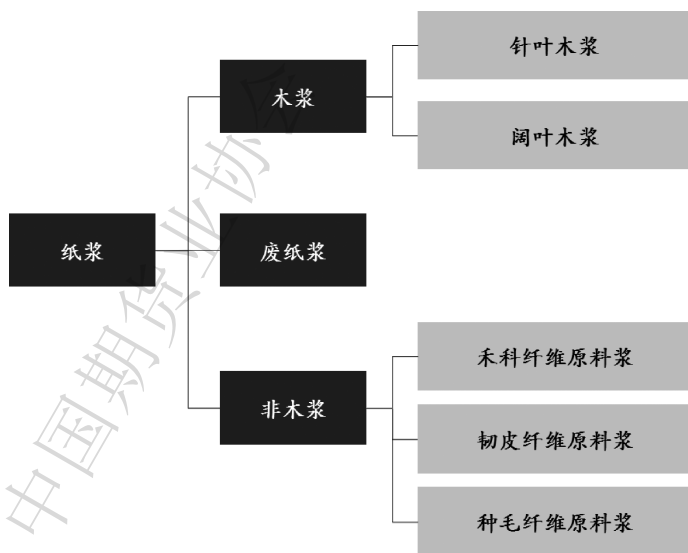 针叶木浆
木浆
阔叶木浆
纸浆
废纸浆
禾科纤维原料浆
非木浆
韧皮纤维原料浆
种毛纤维原料浆
中国期货业协会